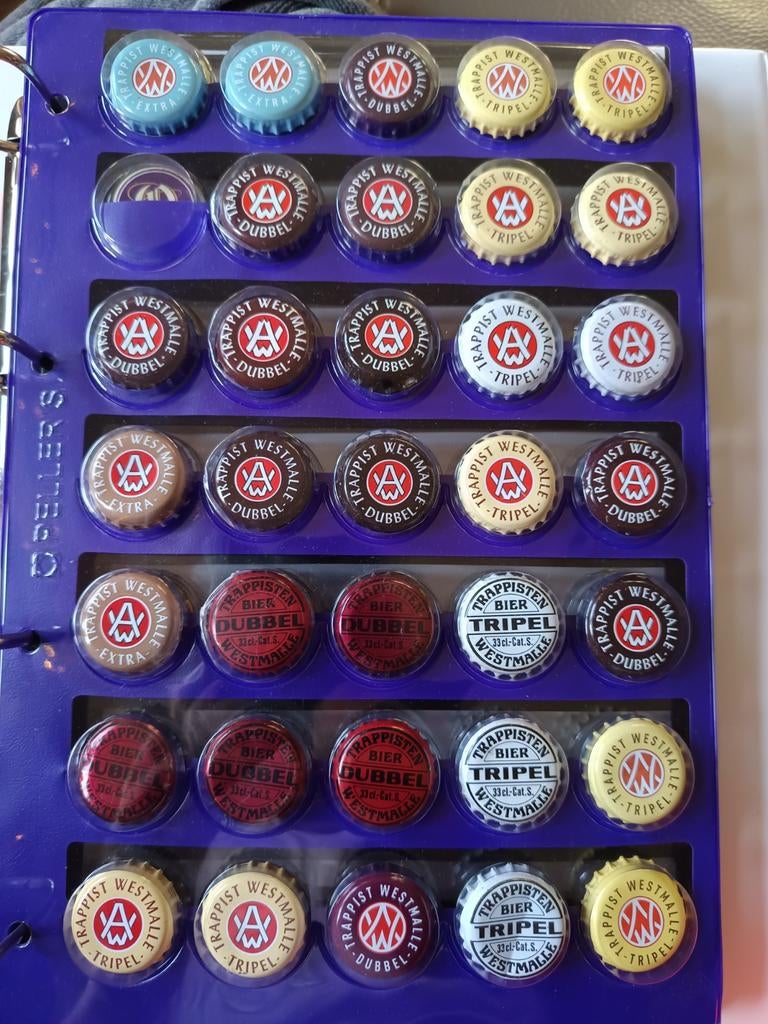 TRAPPIST WESTMALLE
· EXTRA ·
TRAPPIST WESTMALLE
· EXTRA ·
TRAPPIST WESTMALLE
· DUBBEL ·
TRAPPIST WESTMALLE
· TRIPEL ·
TRAPPIST WESTMALLE
· TRIPEL ·
TRAPPIST WESTMALLE
· DUBBEL ·
TRAPPIST WESTMALLE
· DUBBEL ·
TRAPPIST WESTMALLE
· TRIPEL ·
TRAPPIST WESTMALLE
· TRIPEL ·
TRAPPIST WESTMALLE
· DUBBEL ·
TRAPPIST WESTMALLE
· DUBBEL ·
TRAPPIST WESTMALLE
· DUBBEL ·
TRAPPIST WESTMALLE
· TRIPEL ·
TRAPPIST WESTMALLE
· TRIPEL ·
TRAPPIST WESTMALLE
· EXTRA ·
TRAPPIST WESTMALLE
· DUBBEL ·
TRAPPIST WESTMALLE
· DUBBEL ·
TRAPPIST WESTMALLE
· TRIPEL ·
TRAPPIST WESTMALLE
· DUBBEL ·
TRAPPIST WESTMALLE
· EXTRA ·
TRAPPISTEN
BIER
DUBBEL
33cl.-Cat.S.
WESTMALLE
TRAPPISTEN
BIER
DUBBEL
33cl.-Cat.S.
WESTMALLE
TRAPPISTEN
BIER
TRIPEL
33cl.-Cat.S.
WESTMALLE
TRAPPIST WESTMALLE
· DUBBEL ·
TRAPPISTEN
BIER
DUBBEL
33cl.-Cat.S.
WESTMALLE
TRAPPISTEN
BIER
DUBBEL
33cl.-Cat.S.
WESTMALLE
TRAPPISTEN
BIER
DUBBEL
33cl.-Cat.S.
WESTMALLE
TRAPPISTEN
BIER
TRIPEL
33cl.-Cat.S.
WESTMALLE
TRAPPIST WESTMALLE
· TRIPEL ·
TRAPPIST WESTMALLE
· TRIPEL ·
TRAPPIST WESTMALLE
· TRIPEL ·
TRAPPIST WESTMALLE
· DUBBEL ·
TRAPPISTEN
BIER
TRIPEL
33cl.-Cat.S.
WESTMALLE
TRAPPIST WESTMALLE
· TRIPEL ·